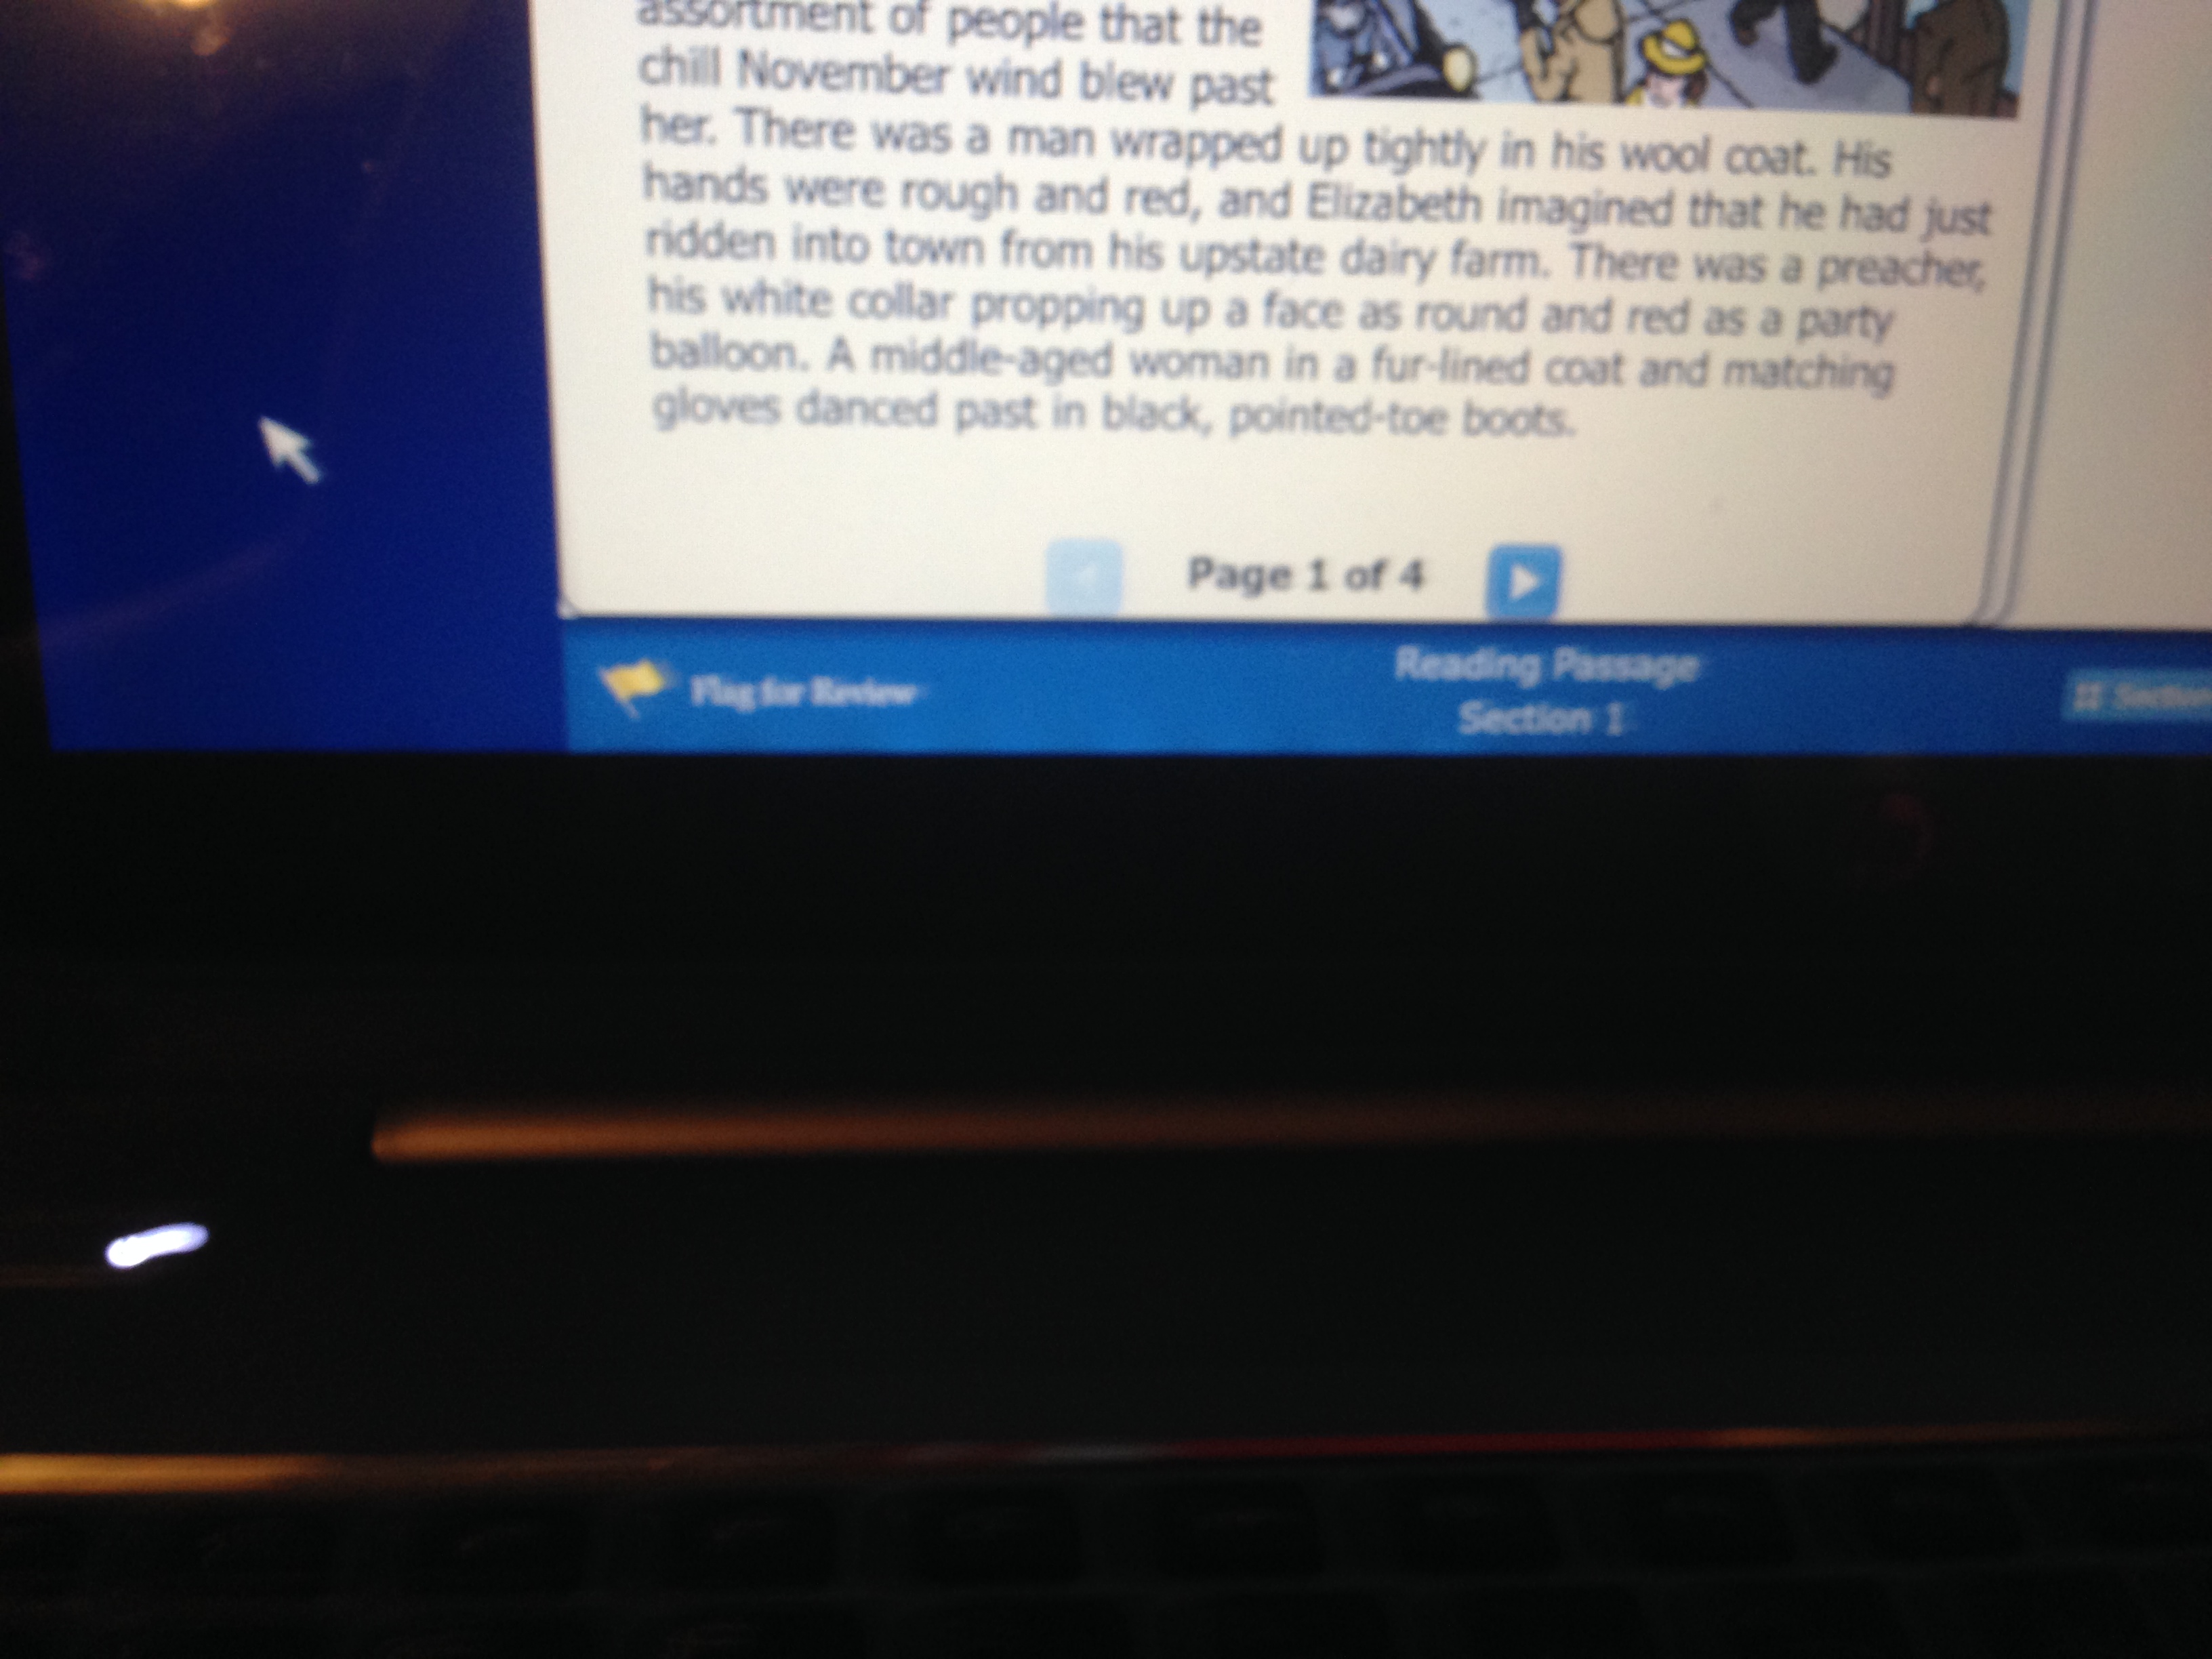 assortment of people that the
chill November wind blew past
her. There was a man wrapped up tightly in his wool coat. His
hands were rough and red, and Elizabeth imagined that he had just
ridden into town from his upstate dairy farm. There was a preacher,
his white collar propping up a face as round and red as a party
balloon. A middle-aged woman in a fur-lined coat and matching
gloves danced past in black, pointed-toe boots.
Page 1 of 4
Flag for Review
Reading Passage
Section 1
Section